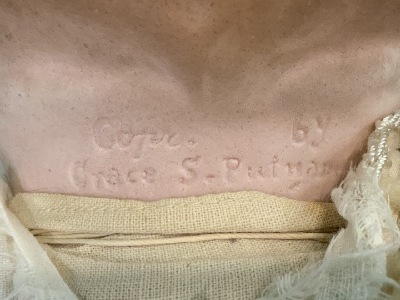 Copr. by
Grace S. Putnam